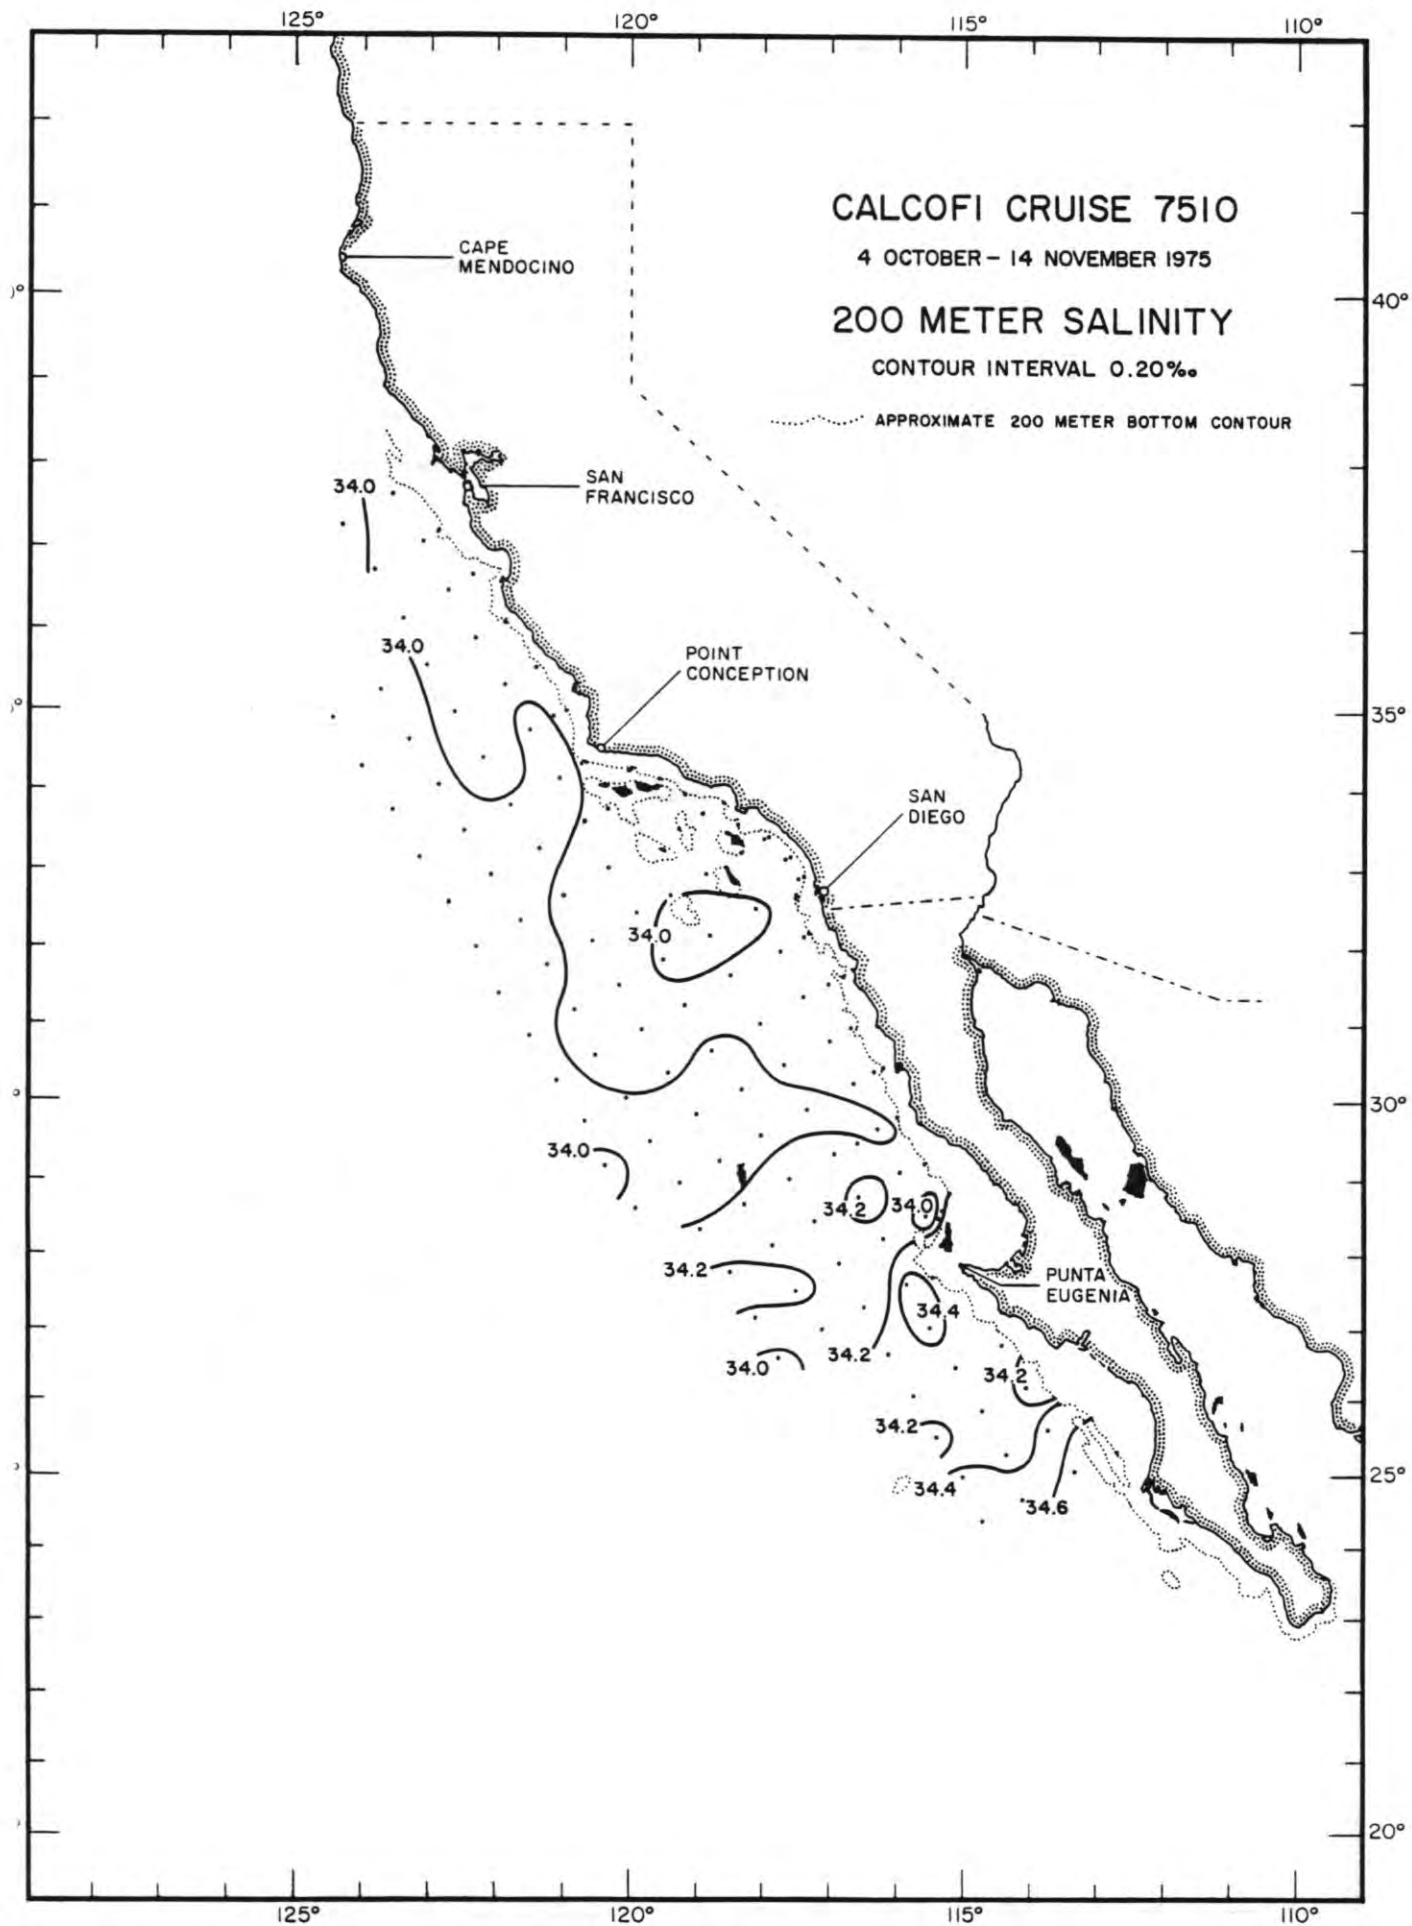 125° 120° 115° 110°
CALCOFI CRUISE 7510
4 OCTOBER – 14 NOVEMBER 1975
CAPE
MENDOCINO
40°
200 METER SALINITY
CONTOUR INTERVAL 0.20‰
APPROXIMATE 200 METER BOTTOM CONTOUR
34.0
SAN
FRANCISCO
34.0
POINT
CONCEPTION
35°
SAN
DIEGO
34.0
30°
34.0
34.2
34.0
34.2
PUNTA
EUGENIA
34.4
34.2
34.0
34.2
34.2
34.4
34.6
25°
20°
125° 120° 115° 110°